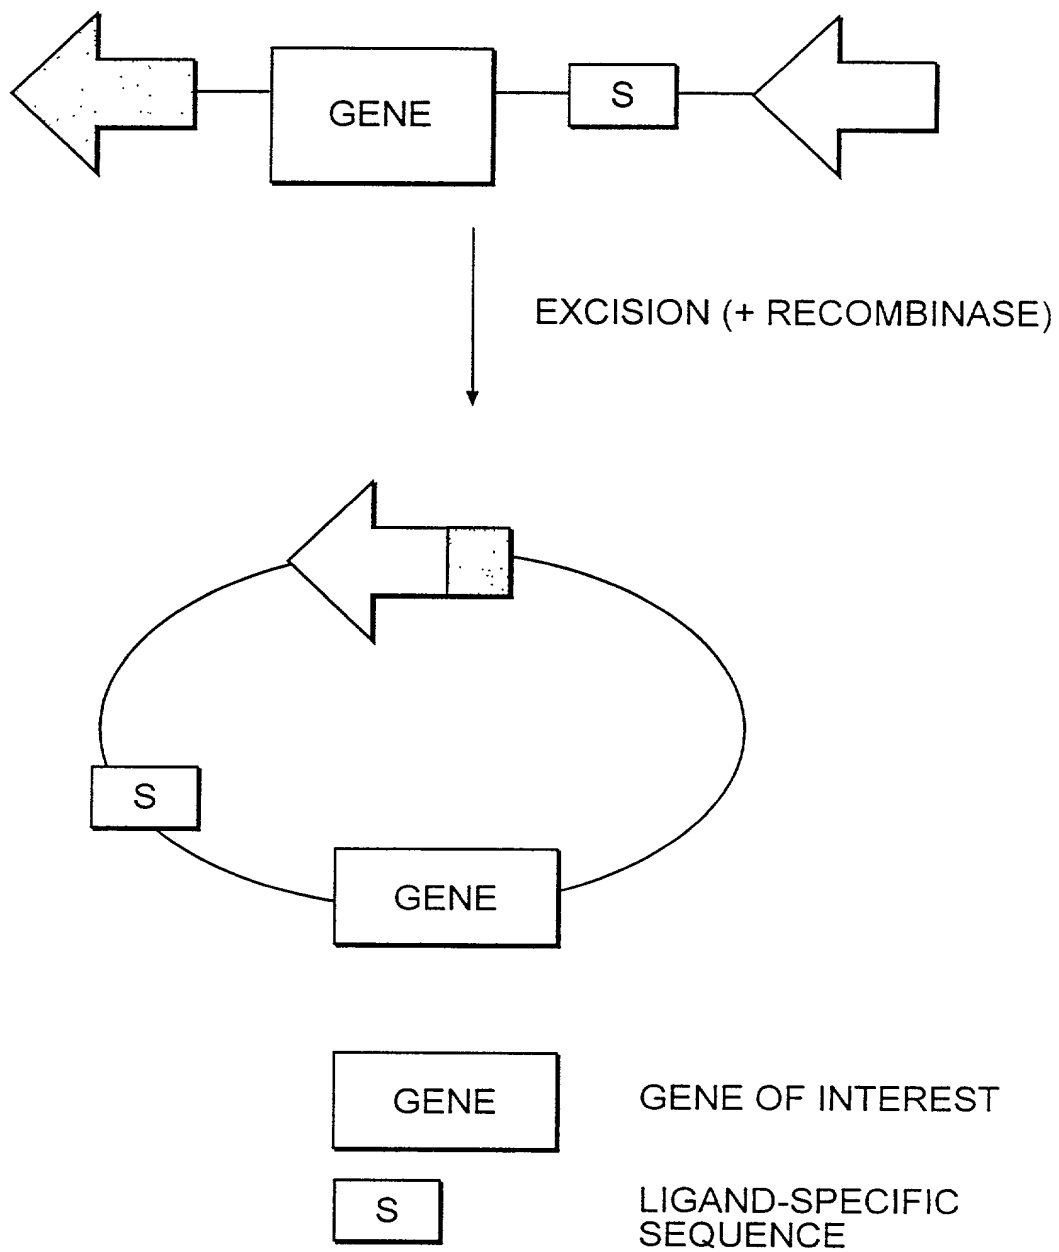 GENE
S
EXCISION (+ RECOMBINASE)
S
GENE
GENE
GENE OF INTEREST
S
LIGAND-SPECIFIC
SEQUENCE